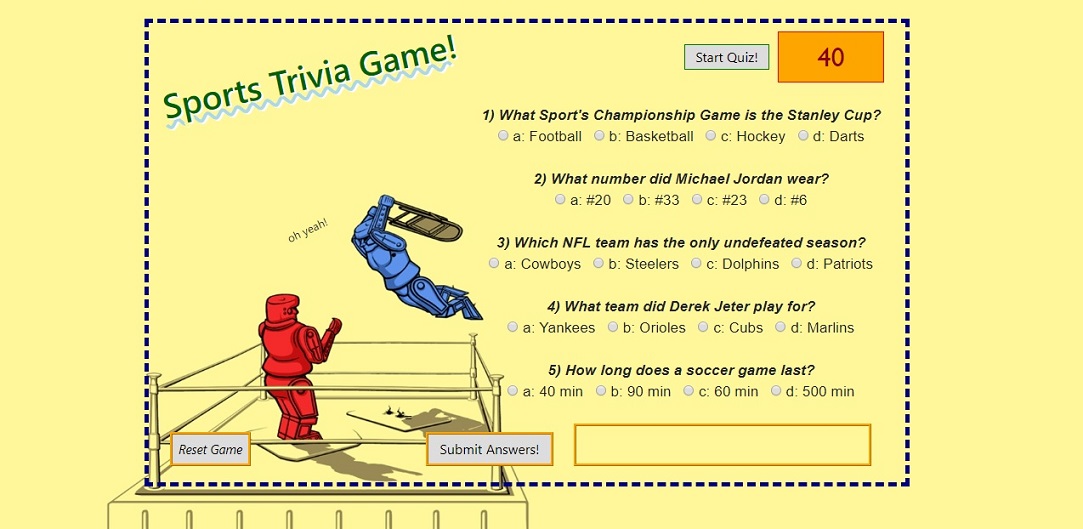 Sports Trivia Game!
Start Quiz!
40
1) What Sport's Championship Game is the Stanley Cup?
a: Football b: Basketball c: Hockey d: Darts
2) What number did Michael Jordan wear?
a: #20 b: #33 c: #23 d: #6
oh yeah!
3) Which NFL team has the only undefeated season?
a: Cowboys b: Steelers c: Dolphins d: Patriots
4) What team did Derek Jeter play for?
a: Yankees b: Orioles c: Cubs d: Marlins
5) How long does a soccer game last?
a: 40 min b: 90 min c: 60 min d: 500 min
Reset Game
Submit Answers!